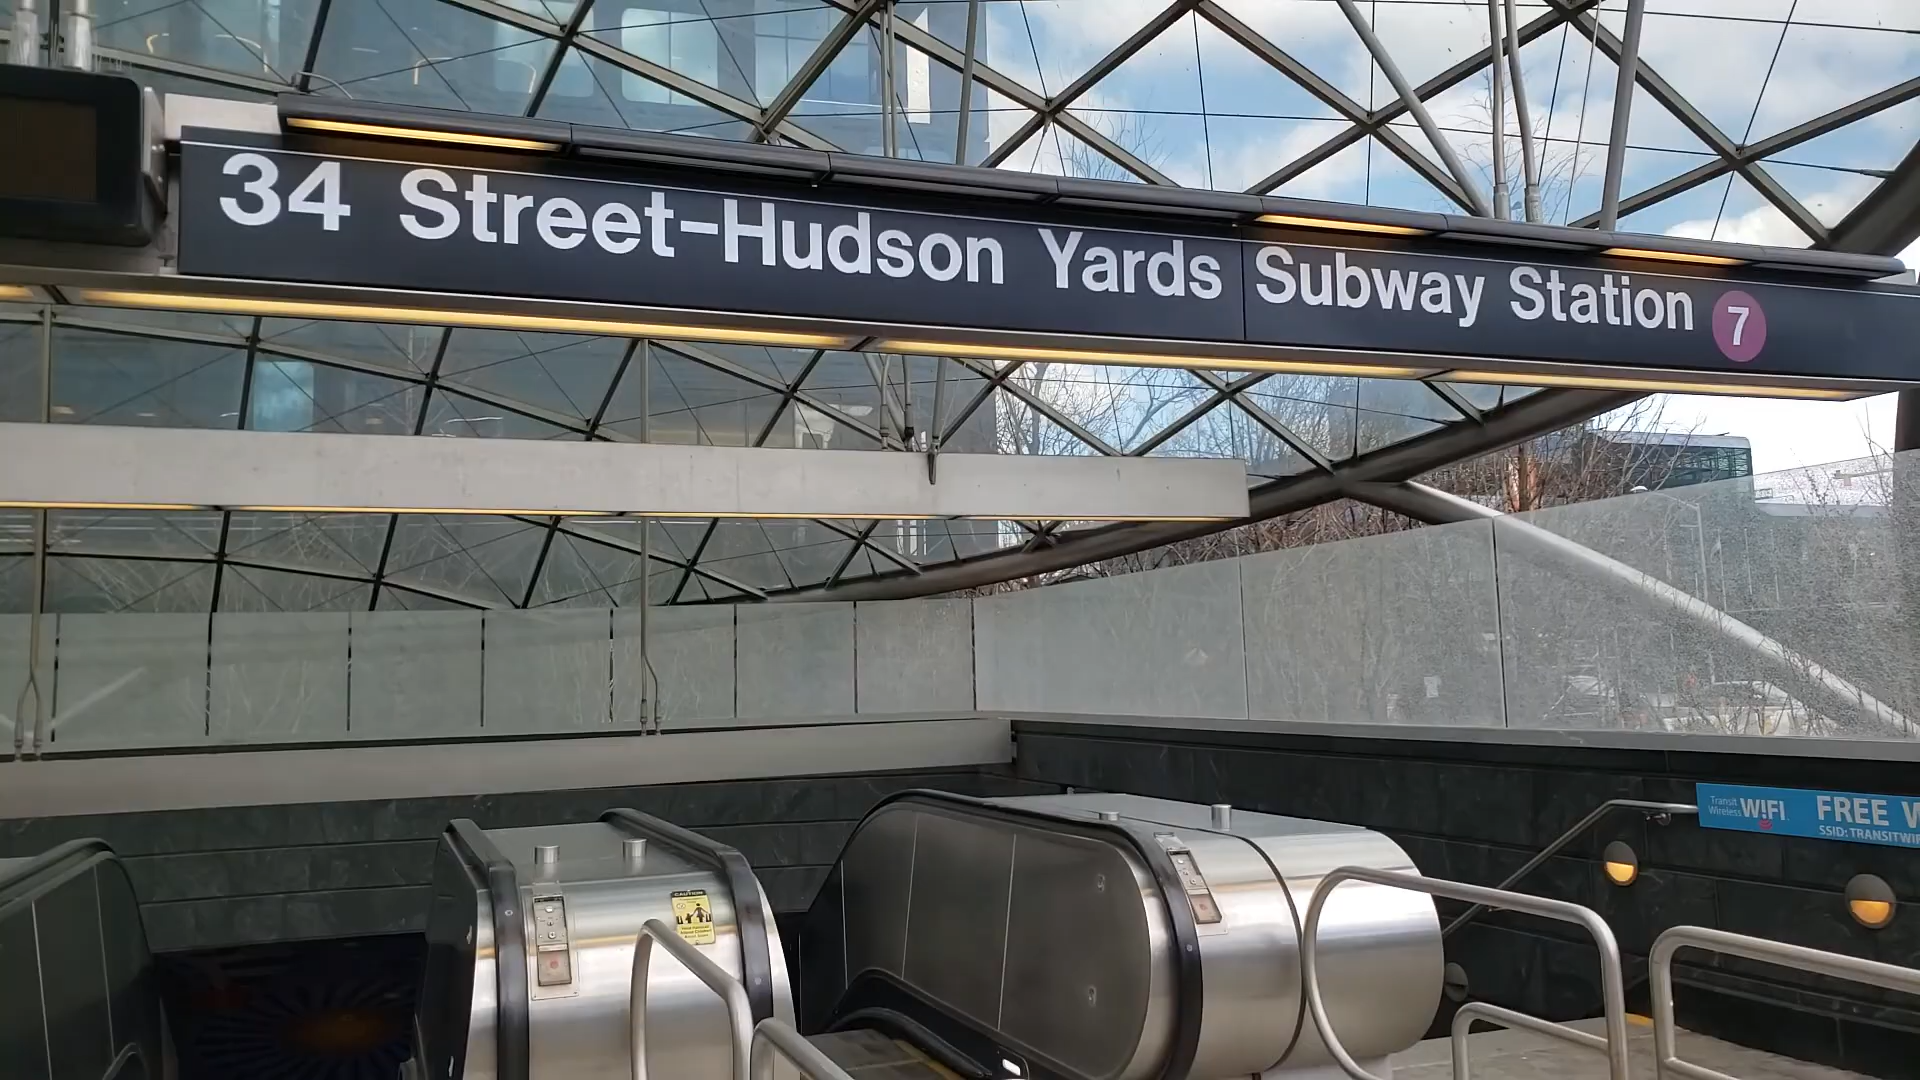 34 Street-Hudson Yards Subway Station 7
Transit Wireless WIFI
FREE
SSID: TRANSITWI
CAUTION